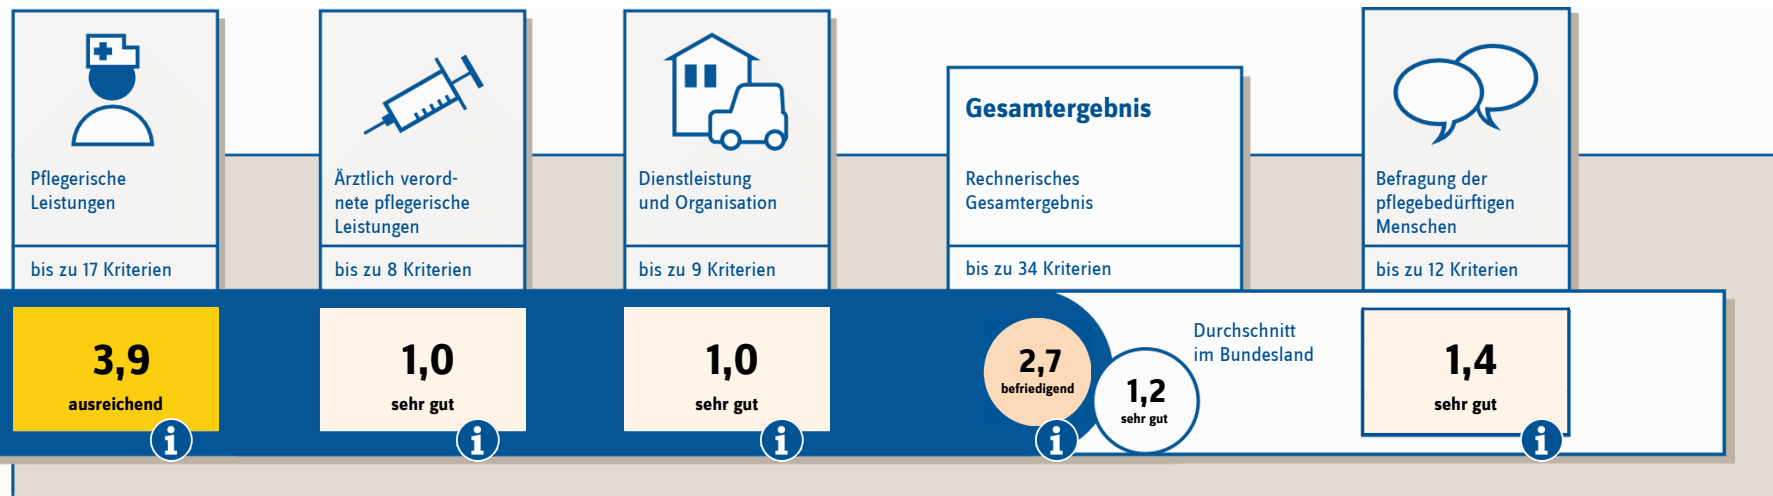 Pflegerische
Leistungen
bis zu 17 Kriterien
3,9
ausreichend
i
Ärztlich verord-
nete pflegerische
Leistungen
bis zu 8 Kriterien
1,0
sehr gut
i
Dienstleistung
und Organisation
bis zu 9 Kriterien
1,0
sehr gut
i
Gesamtergebnis
Rechnerisches
Gesamtergebnis
bis zu 34 Kriterien
2,7
befriedigend
i
1,2
sehr gut
Durchschnitt
im Bundesland
Befragung der
pflegebedürftigen
Menschen
bis zu 12 Kriterien
1,4
sehr gut
i